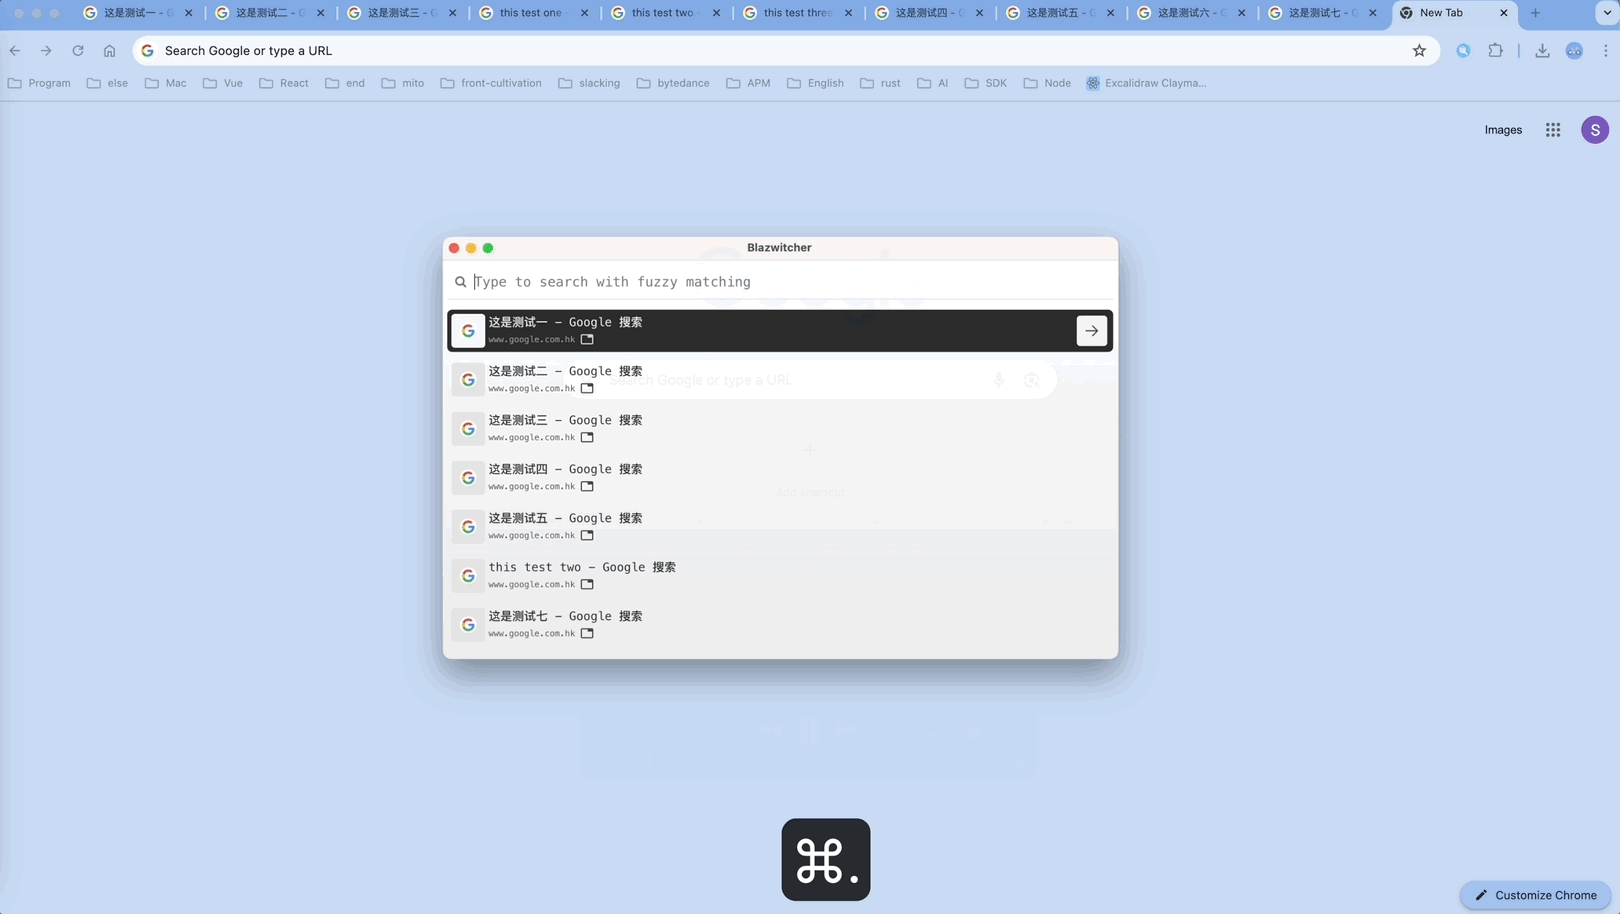 这是测试一 - G
这是测试二 - G
这是测试三 - G
this test one -
this test two -
this test three
这是测试四 - G
这是测试五 - G
这是测试六 - G
这是测试七 - G
New Tab
Search Google or type a URL
Program
else
Mac
Vue
React
end
mito
front-cultivation
slacking
bytedance
APM
English
rust
AI
SDK
Node
Excalidraw Clayma...
Images
S
Blazwitcher
Type to search with fuzzy matching
这是测试一 - Google 搜索
www.google.com.hk
这是测试二 - Google 搜索
www.google.com.hk
Search Google or type a URL
这是测试三 - Google 搜索
www.google.com.hk
这是测试四 - Google 搜索
www.google.com.hk
Add shortcut
这是测试五 - Google 搜索
www.google.com.hk
this test two - Google 搜索
www.google.com.hk
这是测试七 - Google 搜索
www.google.com.hk
⌘.
Customize Chrome